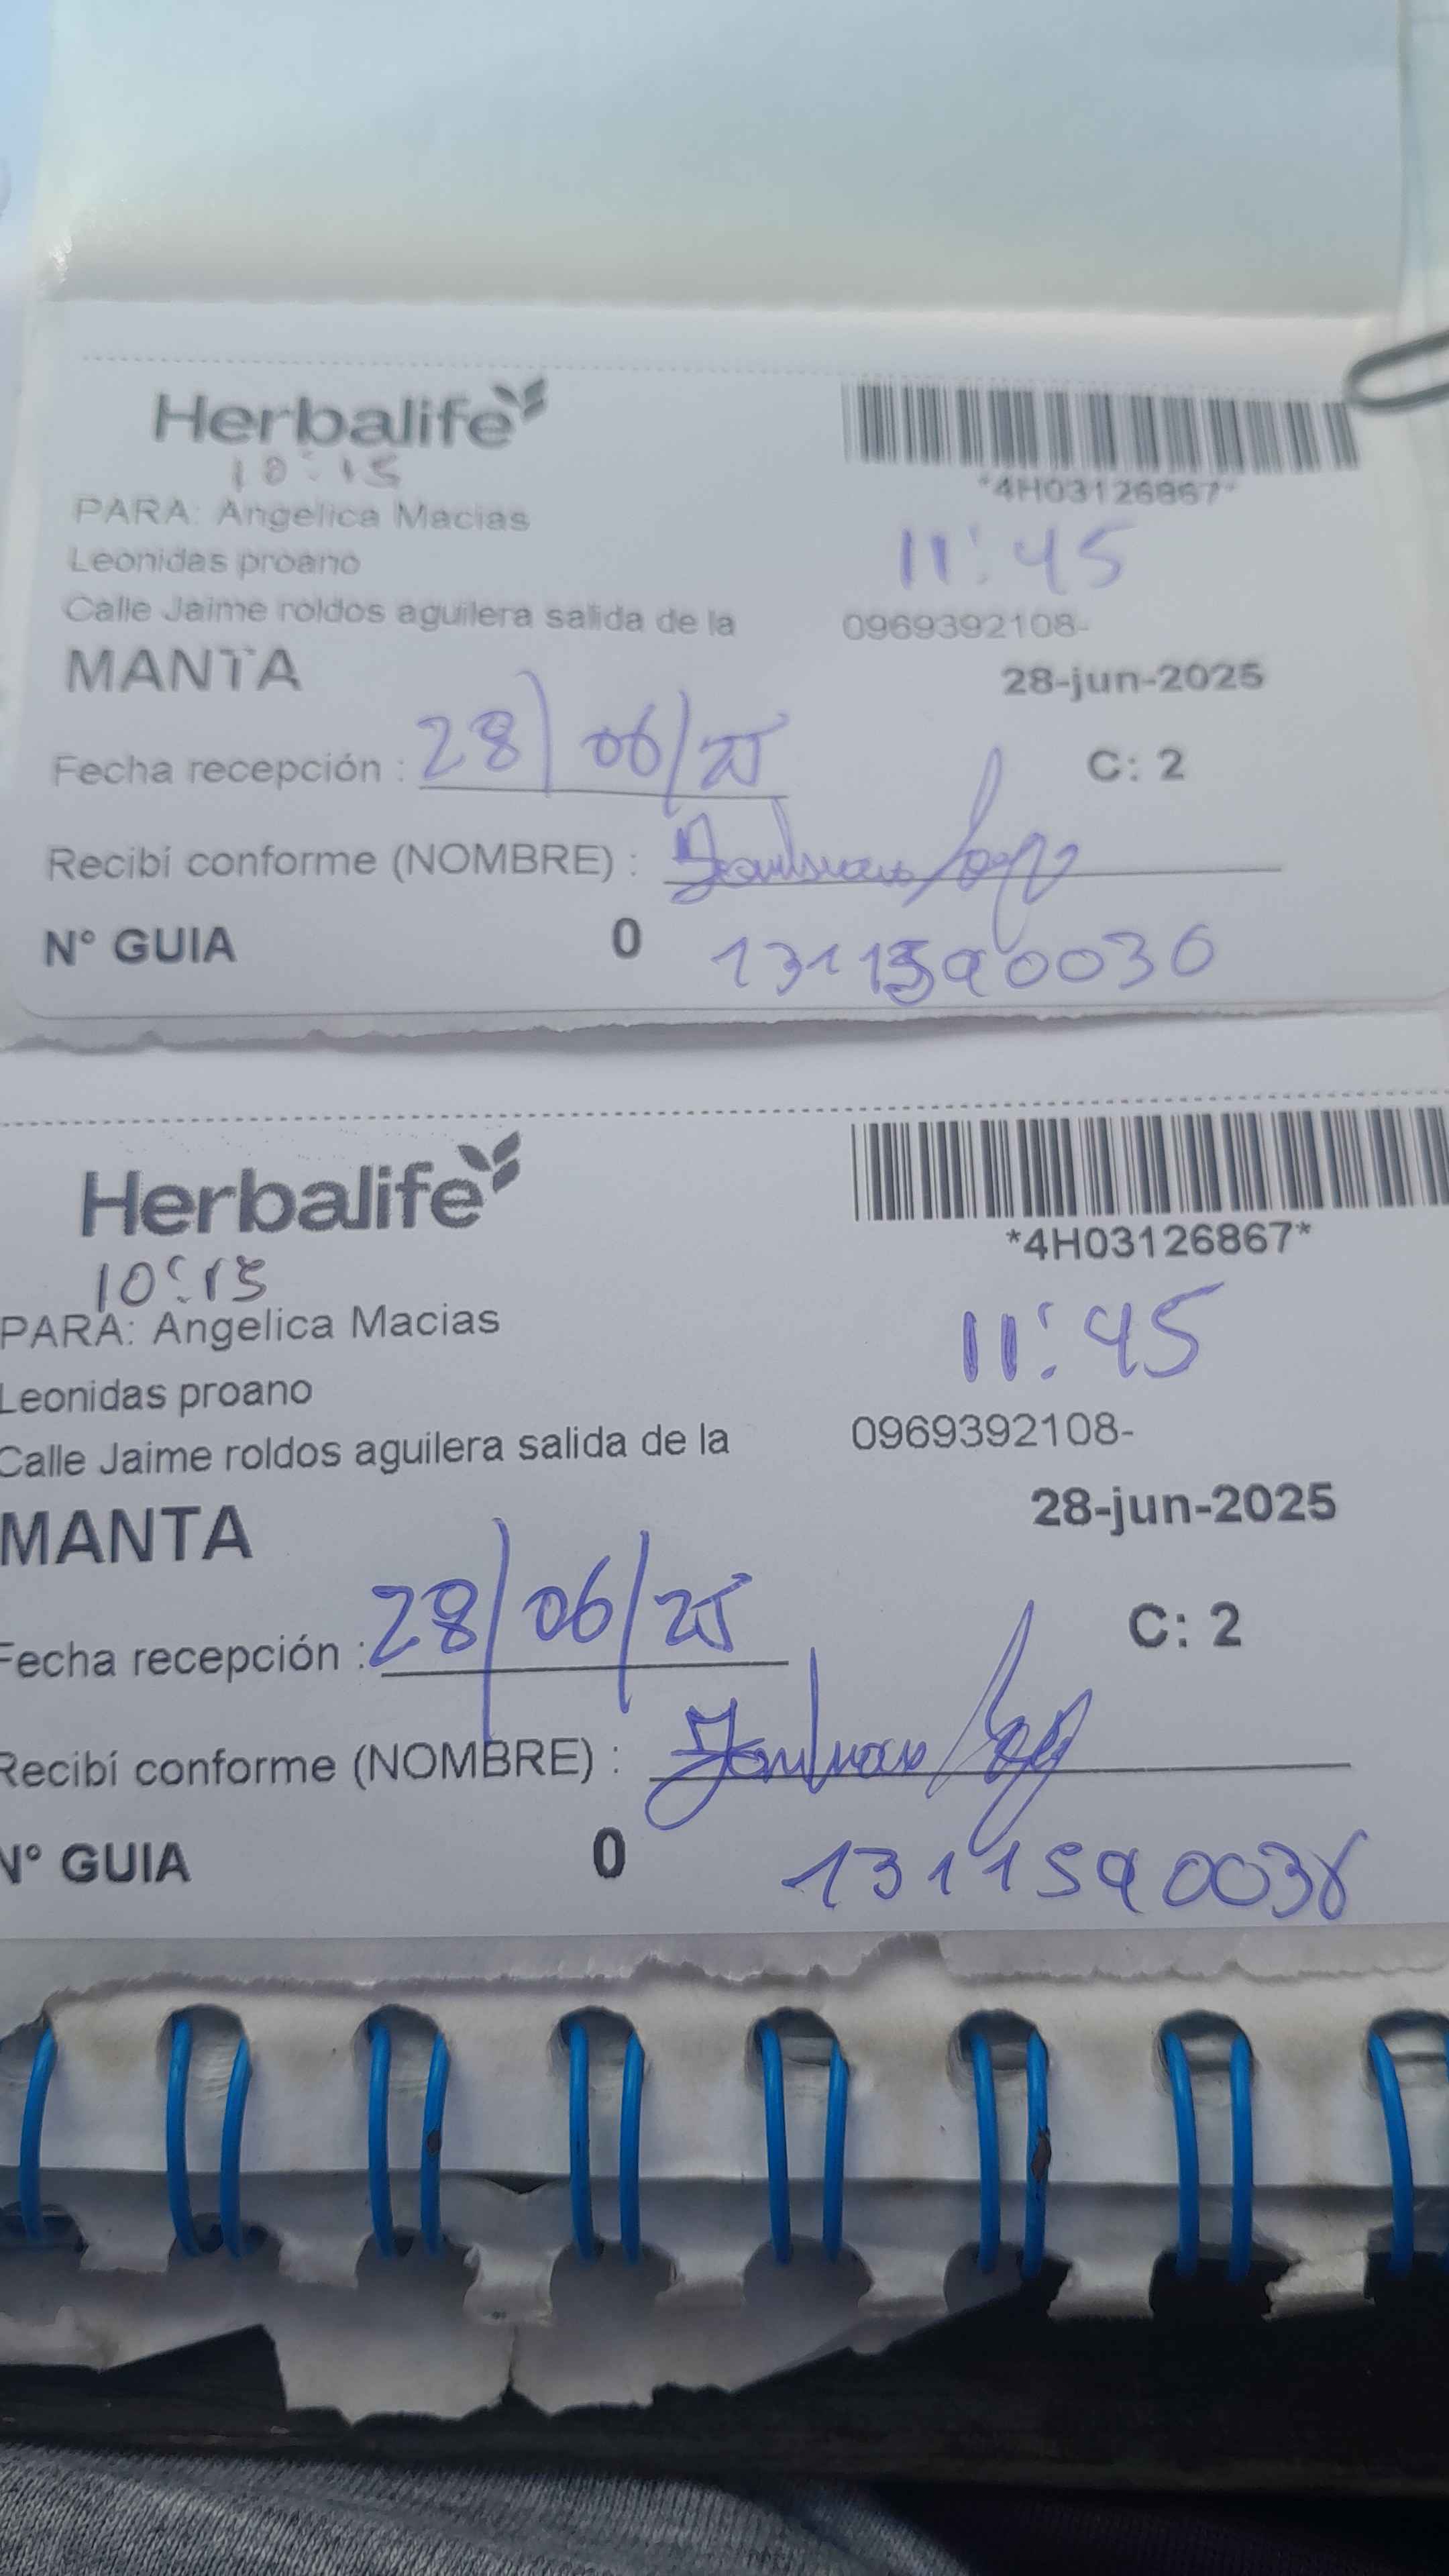 Herbalife
10:15
*4H03126867*
PARA: Angelica Macias
11:45
Leonidas proano
Calle Jaime roldos aguilera salida de la
0969392108-
MANTA
28-jun-2025
Fecha recepción : 28/06/25
C: 2
Recibí conforme (NOMBRE) :
N° GUIA 0
Herbalife
10:15
*4H03126867*
PARA: Angelica Macias
11:45
Leonidas proano
Calle Jaime roldos aguilera salida de la
0969392108-
MANTA
28-jun-2025
Fecha recepción : 28/06/25
C: 2
Recibí conforme (NOMBRE) :
N° GUIA 0 1311590036